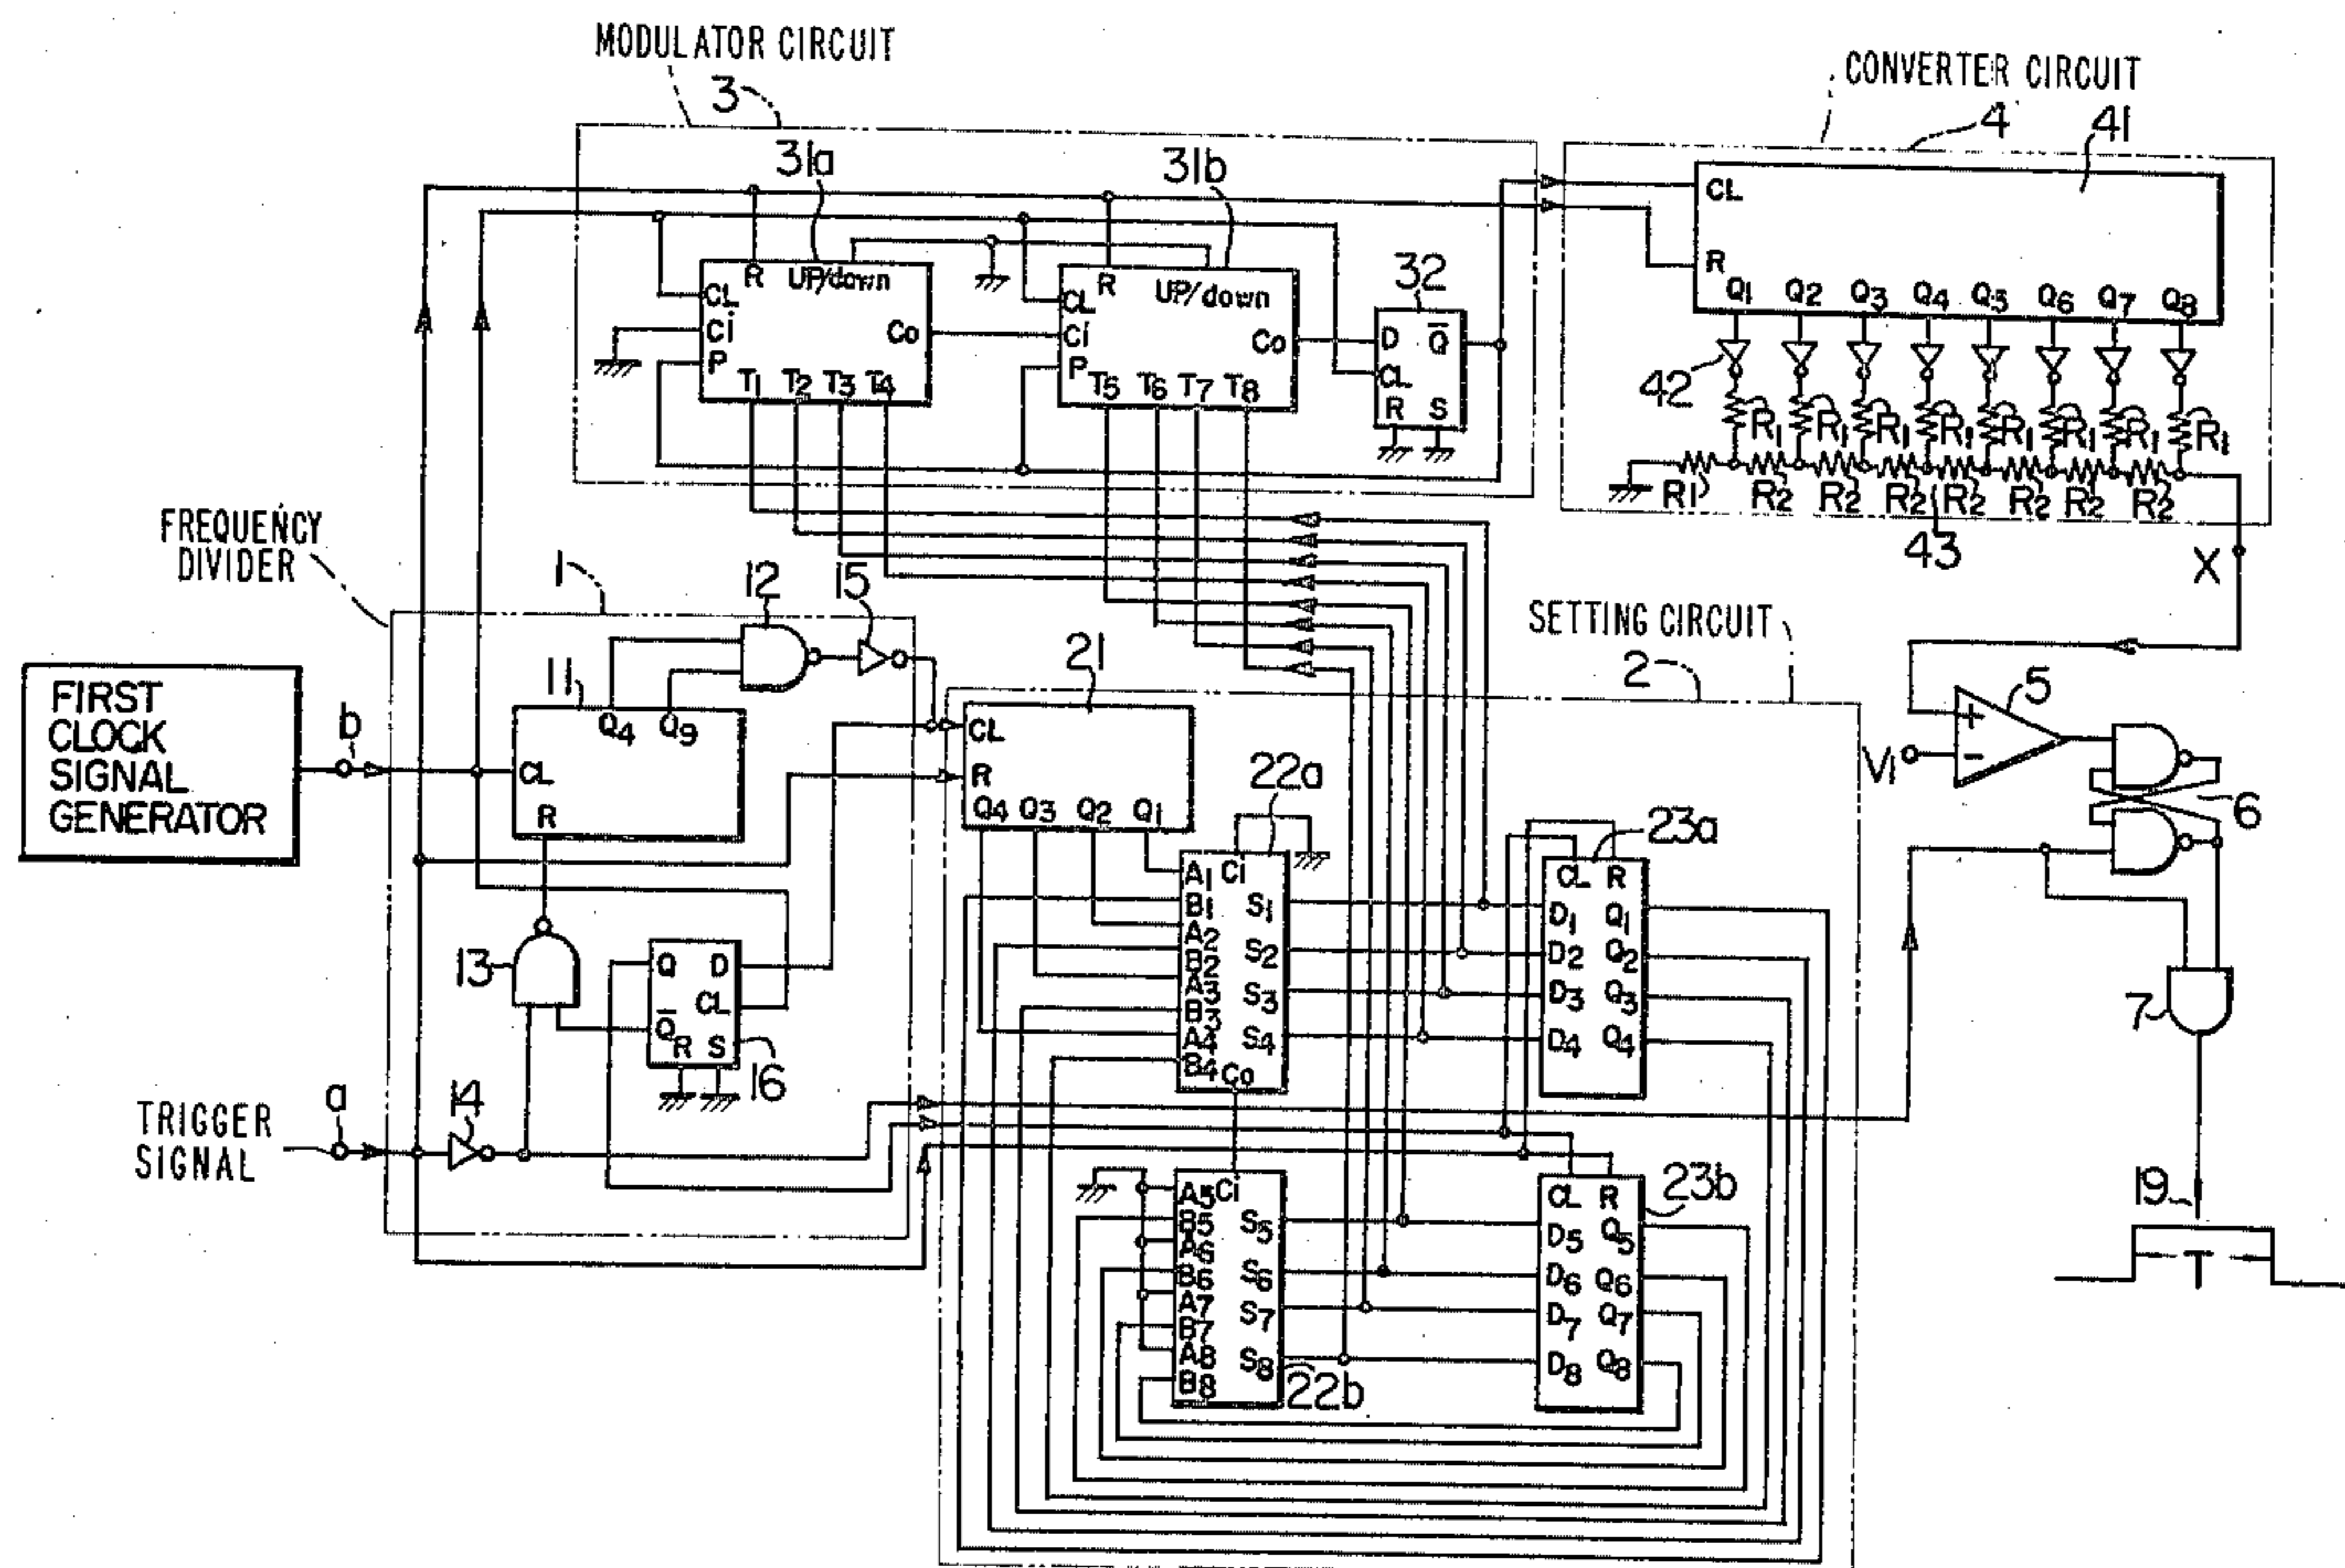 MODULATOR CIRCUIT
3
CONVERTER CIRCUIT
4
41
31a
31b
R UP/down
CL
Ci
P
Co
T1 T2 T3 T4
R UP/down
CL
Ci
P
Co
T5 T6 T7 T8
32
D Q̅
CL
R S
CL
R
Q1 Q2 Q3 Q4 Q5 Q6 Q7 Q8
42
R1 R1 R1 R1 R1 R1 R1 R1
R1 R2 R2 R2 R2 R2 R2 R2
43
X
FREQUENCY
DIVIDER
1
12
15
11
Q4 Q9
CL
R
FIRST
CLOCK
SIGNAL
GENERATOR
b
13
Q D
CL
Q̅
R S
16
TRIGGER
SIGNAL
a
14
SETTING CIRCUIT
2
21
CL
R
Q4 Q3 Q2 Q1
22a
A1 Ci
B1
A2
B2
A3
B3
A4
B4
S1
S2
S3
S4
Co
23a
CL R
D1 Q1
D2 Q2
D3 Q3
D4 Q4
A5 Ci
B5
A6
B6
A7
B7
A8
B8
S5
S6
S7
S8
22b
23b
CL R
D5 Q5
D6 Q6
D7 Q7
D8 Q8
5
+
V1 -
6
7
19
T